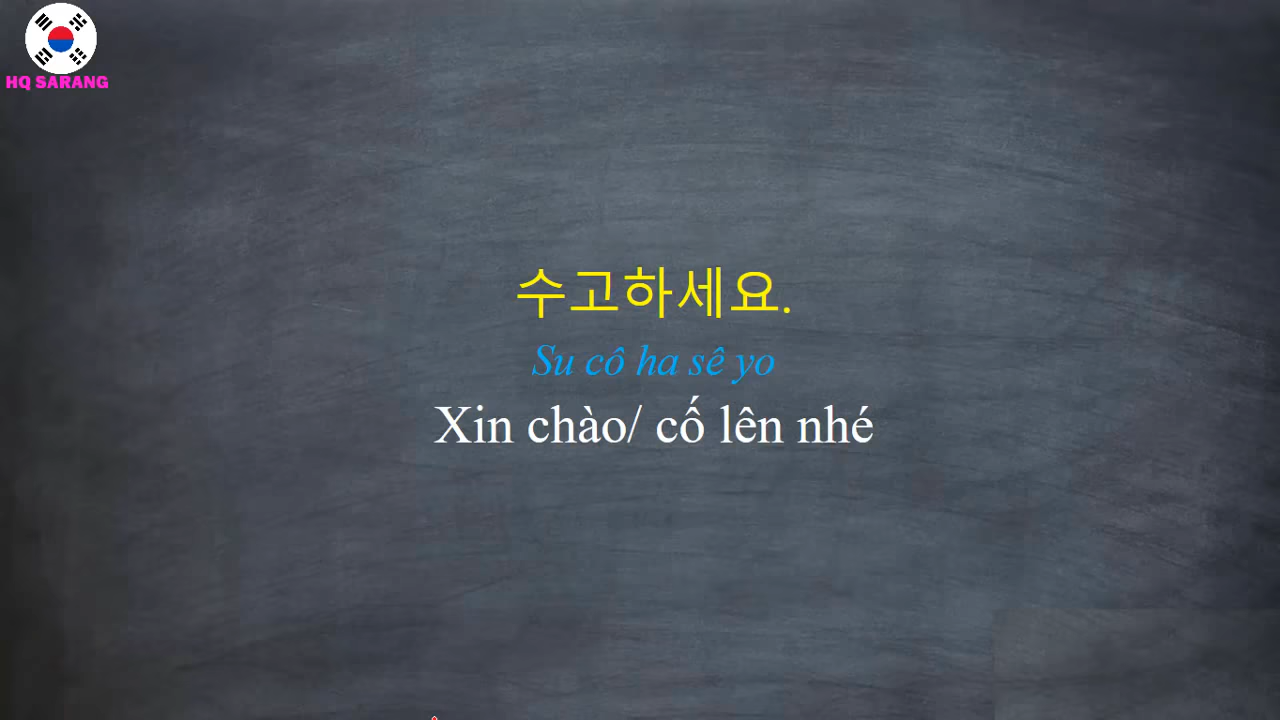 HQ SARANG
수고하세요.
Su cô ha sê yo
Xin chào/ cố lên nhé